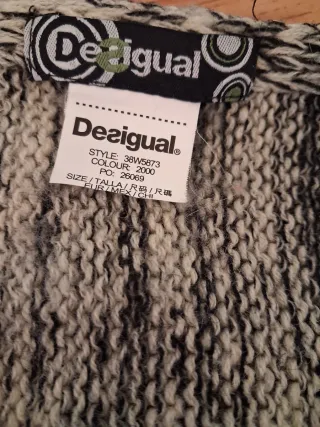 Desigual
Desigual®
STYLE: 38W5873
COLOUR: 2000
PO: 26069
SIZE / TALLA / 尺码 / 尺碼
EUR / MEX / CHI